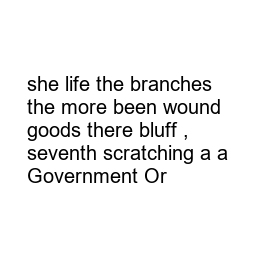 she life the branches
the more been wound
goods there bluff ,
seventh scratching a a
Government Or